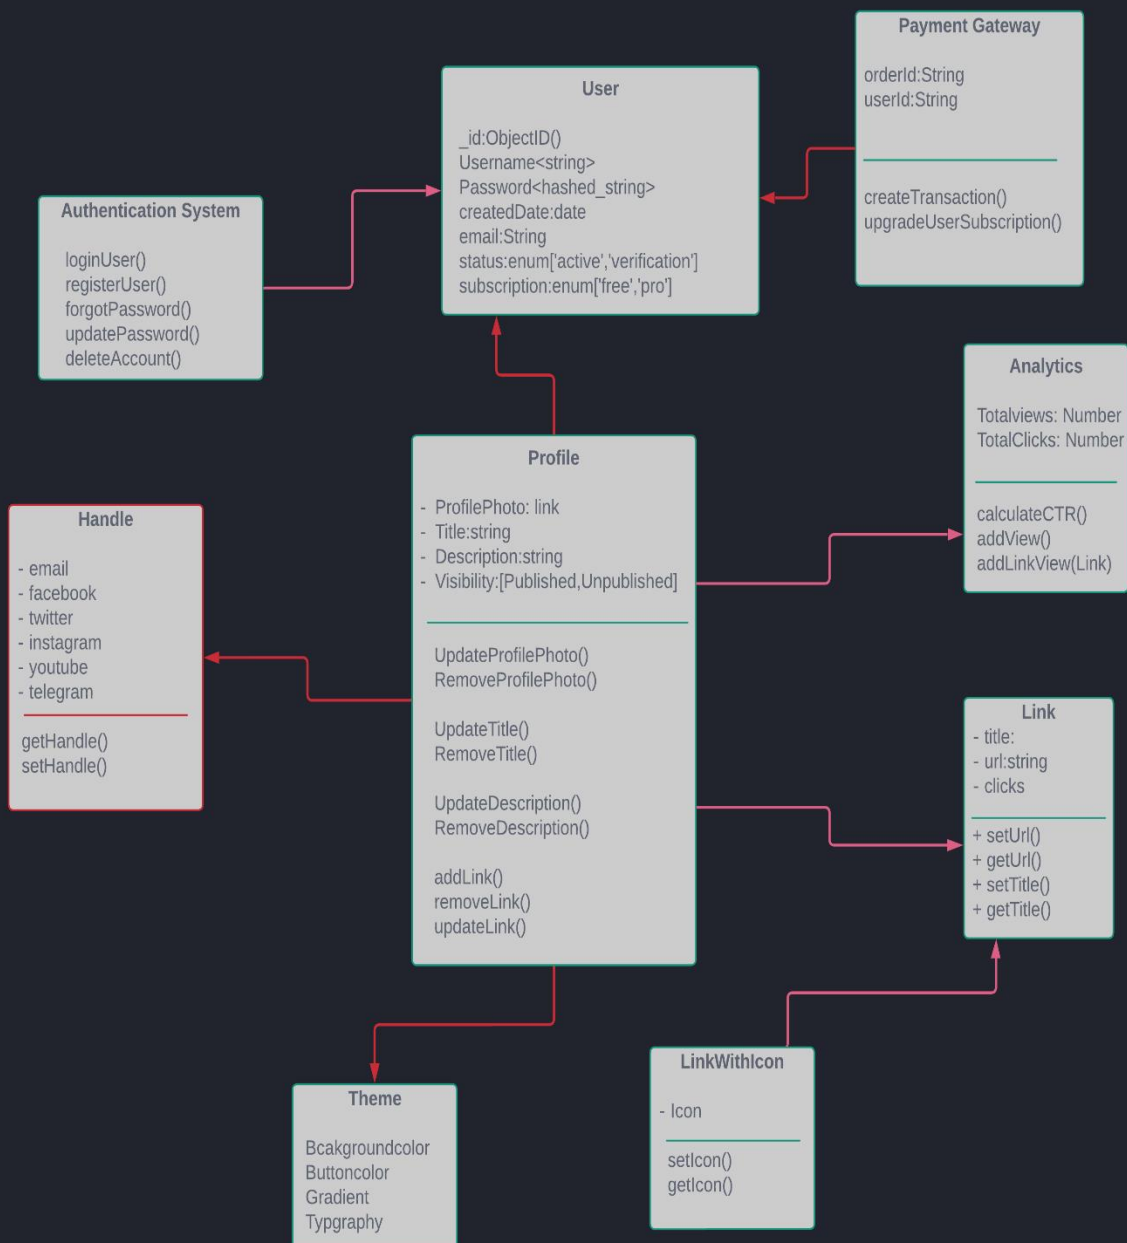 Payment Gateway
orderId:String
userId:String
createTransaction()
upgradeUserSubscription()
User
_id:ObjectID()
Username<string>
Password<hashed_string>
createdDate:date
email:String
status:enum['active','verification']
subscription:enum['free','pro']
Authentication System
loginUser()
registerUser()
forgotPassword()
updatePassword()
deleteAccount()
Analytics
Totalviews: Number
TotalClicks: Number
calculateCTR()
addView()
addLinkView(Link)
Profile
- ProfilePhoto: link
- Title:string
- Description:string
- Visibility:[Published,Unpublished]
UpdateProfilePhoto()
RemoveProfilePhoto()
UpdateTitle()
RemoveTitle()
UpdateDescription()
RemoveDescription()
addLink()
removeLink()
updateLink()
Handle
- email
- facebook
- twitter
- instagram
- youtube
- telegram
getHandle()
setHandle()
Link
- title:
- url:string
- clicks
+ setUrl()
+ getUrl()
+ setTitle()
+ getTitle()
LinkWithIcon
- Icon
setIcon()
getIcon()
Theme
Bcakgroundcolor
Buttoncolor
Gradient
Typgraphy